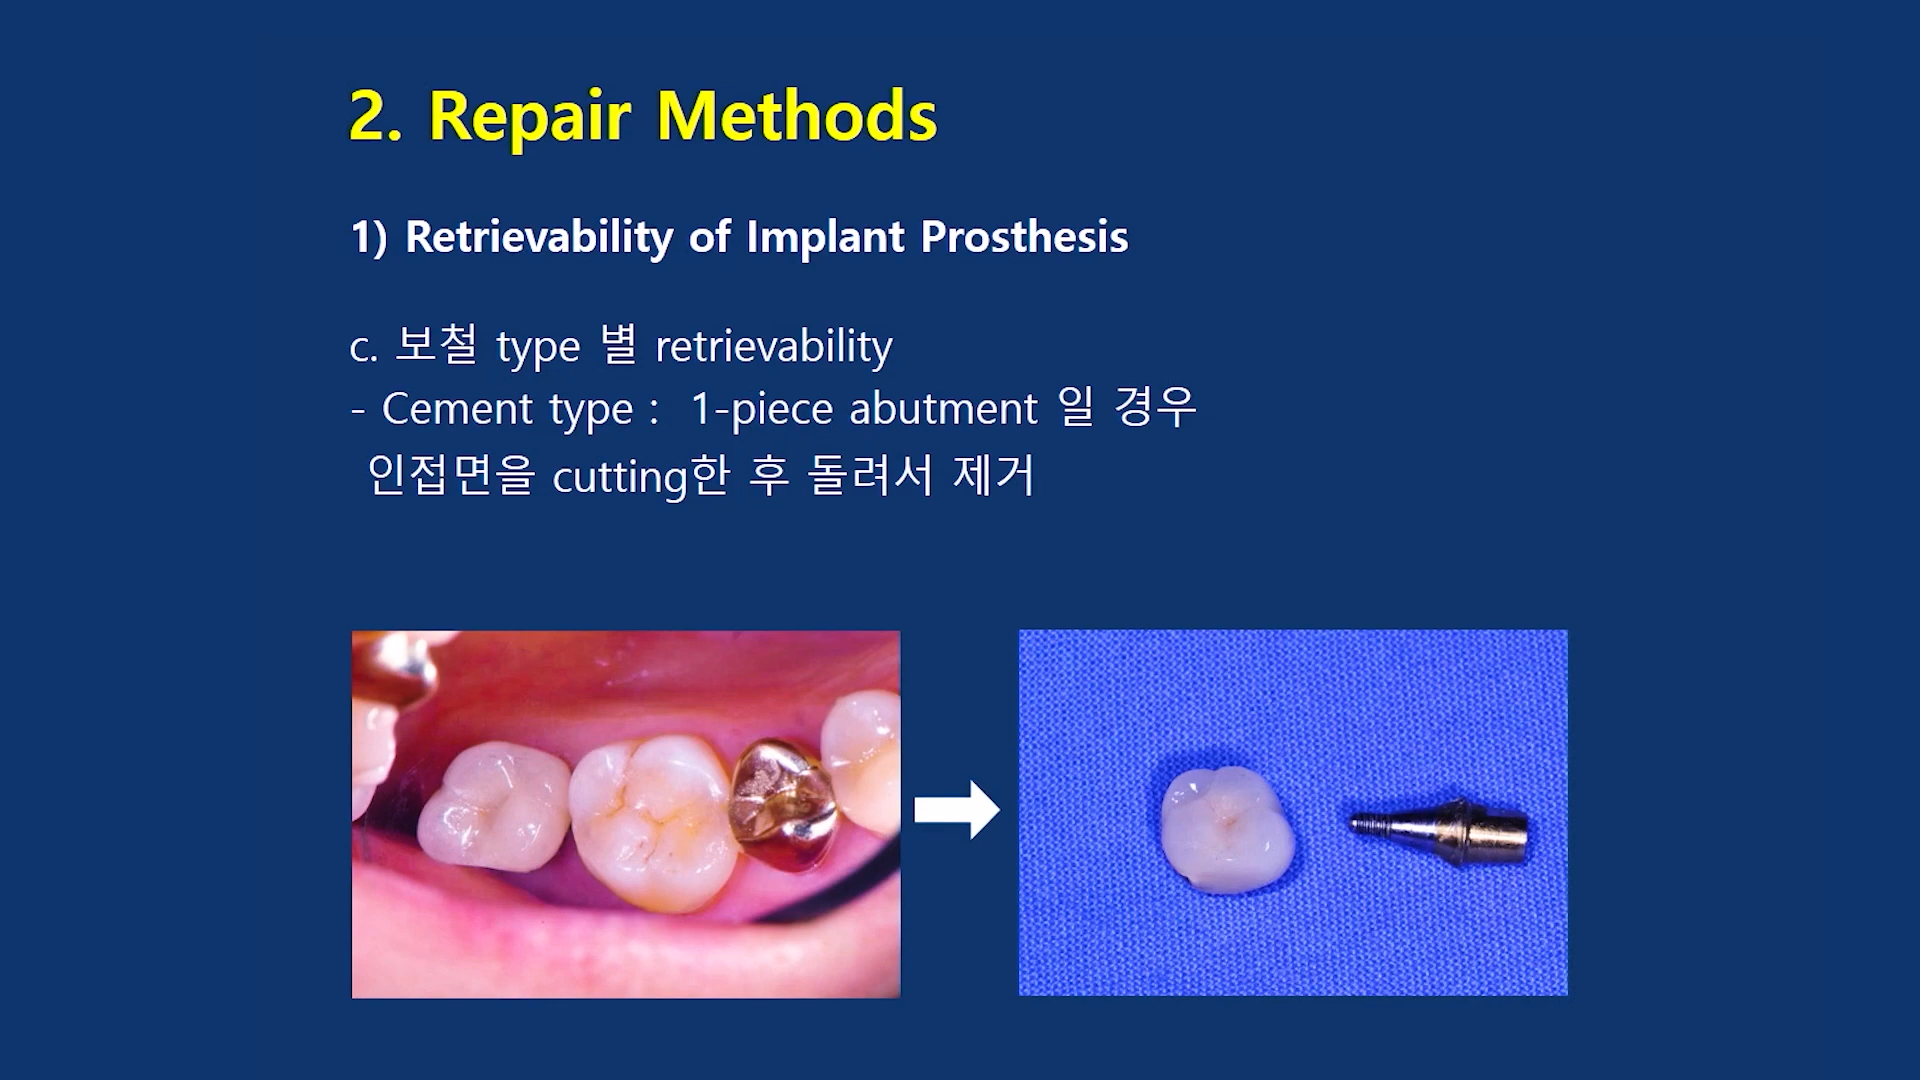 2. Repair Methods
1) Retrievability of Implant Prosthesis
c. 보철 type 별 retrievability
- Cement type : 1-piece abutment 일 경우
인접면을 cutting한 후 돌려서 제거